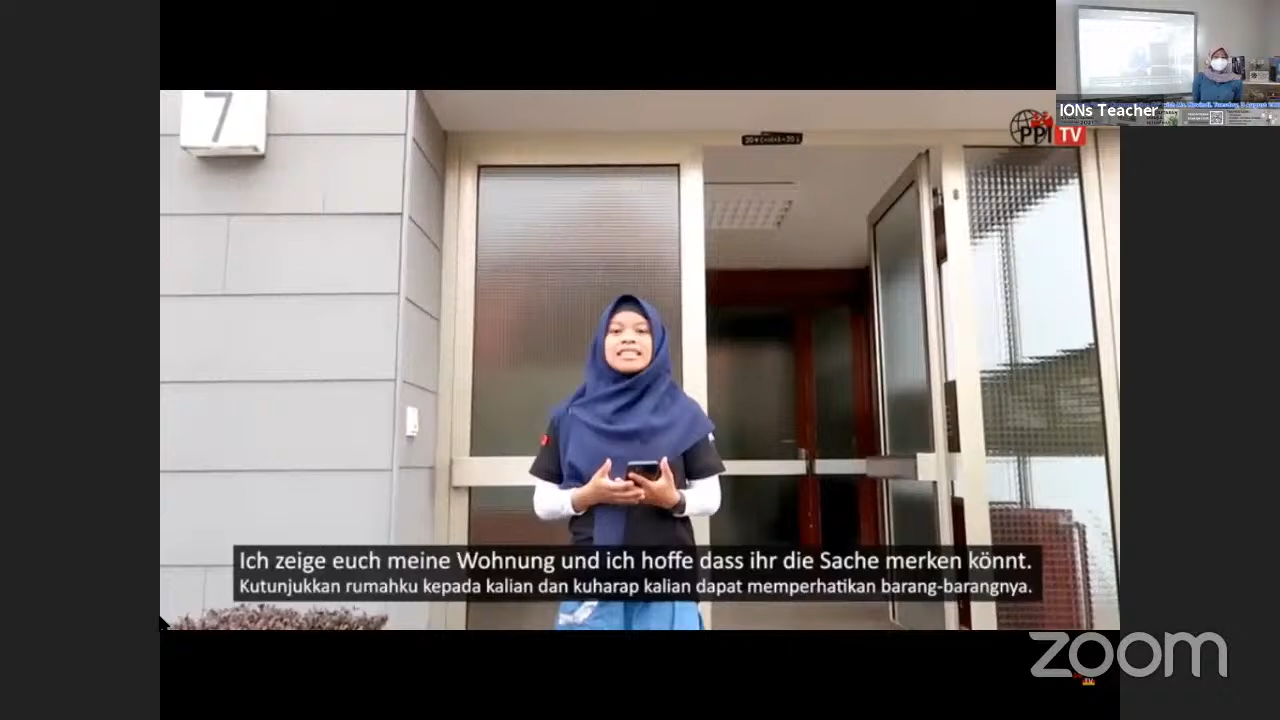 7
PPI TV
IONs Teacher
Ich zeige euch meine Wohnung und ich hoffe dass ihr die Sache merken könnt.
Kutunjukkan rumahku kepada kalian dan kuharap kalian dapat memperhatikan barang-barangnya.
zoom